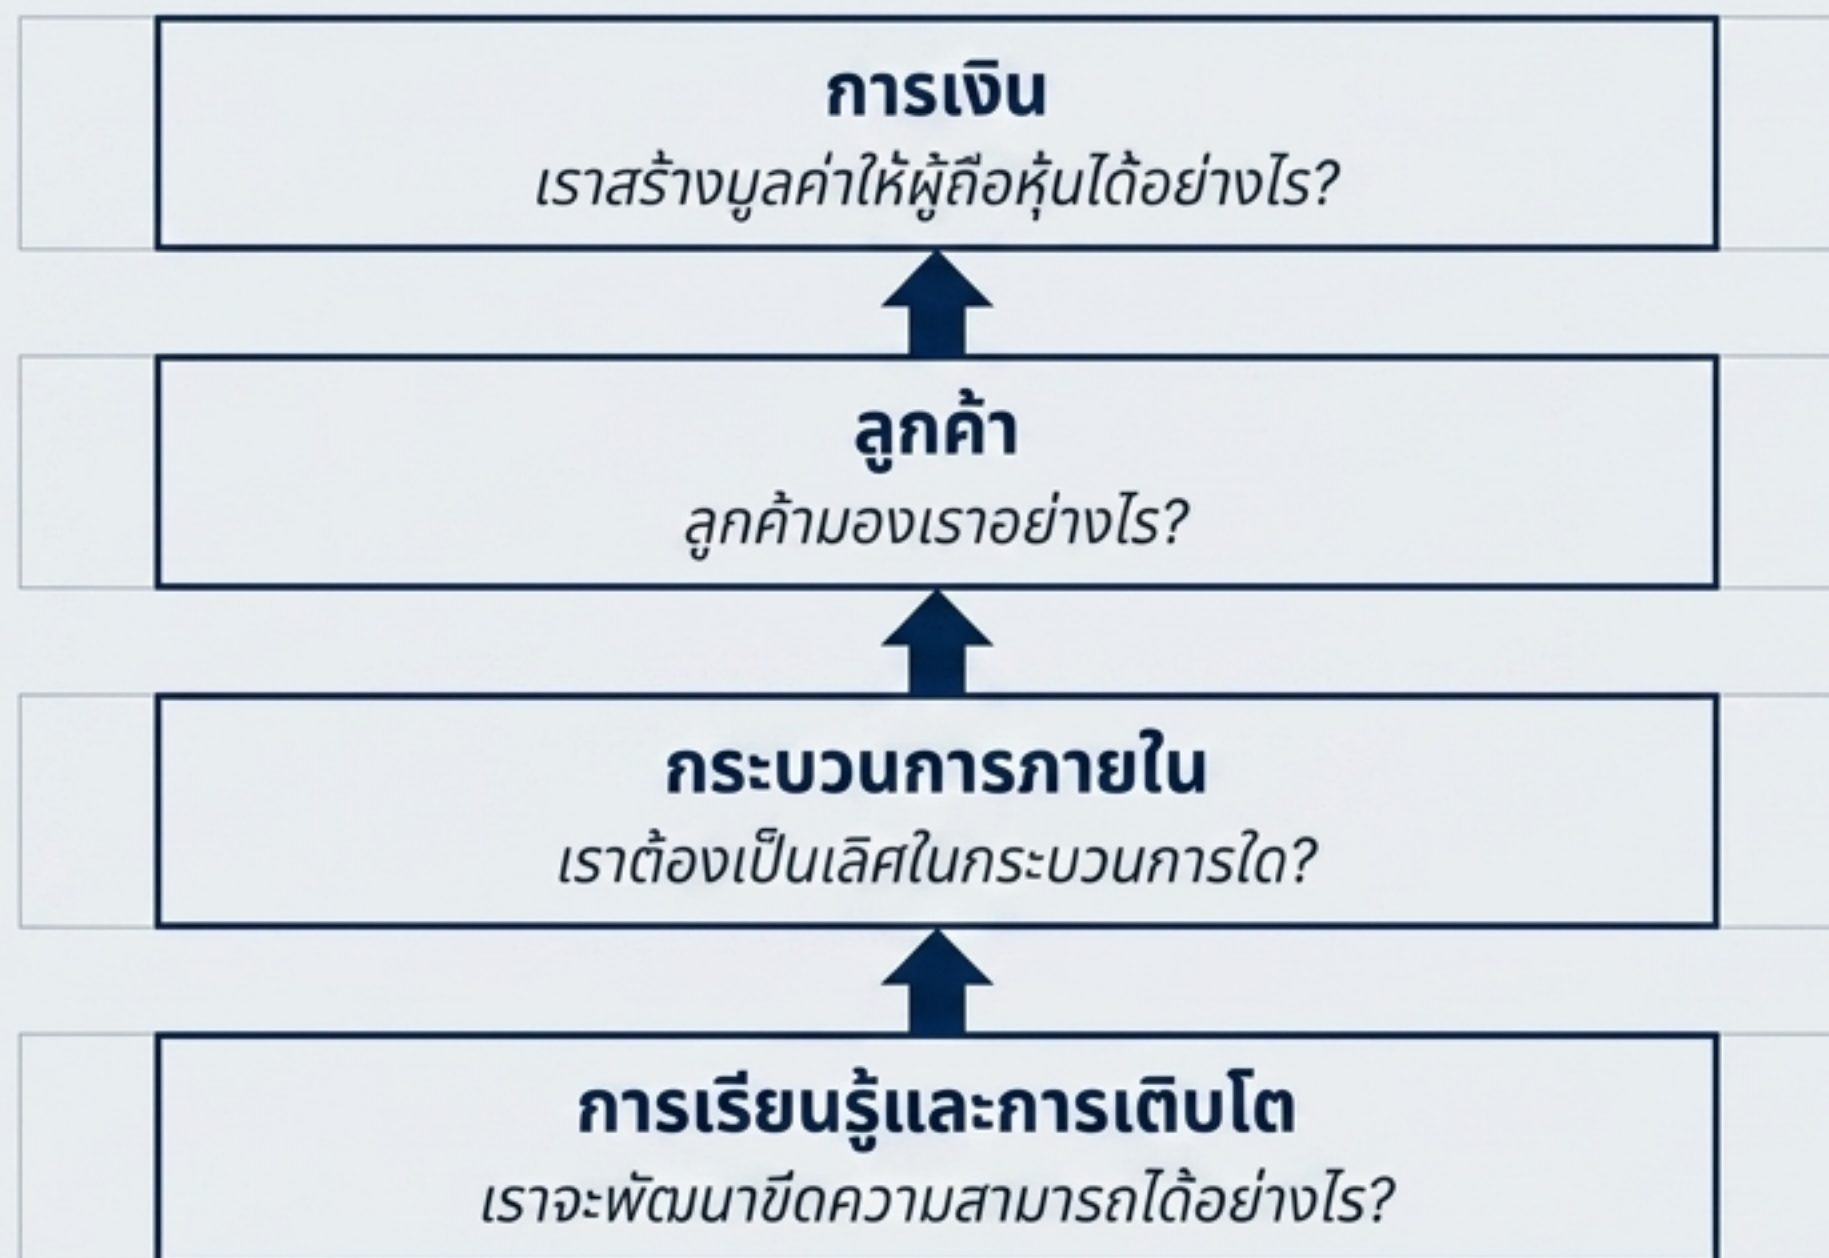 การเงิน
เราสร้างมูลค่าให้ผู้ถือหุ้นได้อย่างไร?
ลูกค้า
ลูกค้ามองเราอย่างไร?
กระบวนการภายใน
เราต้องเป็นเลิศในกระบวนการใด?
การเรียนรู้และการเติบโต
เราจะพัฒนาขีดความสามารถได้อย่างไร?